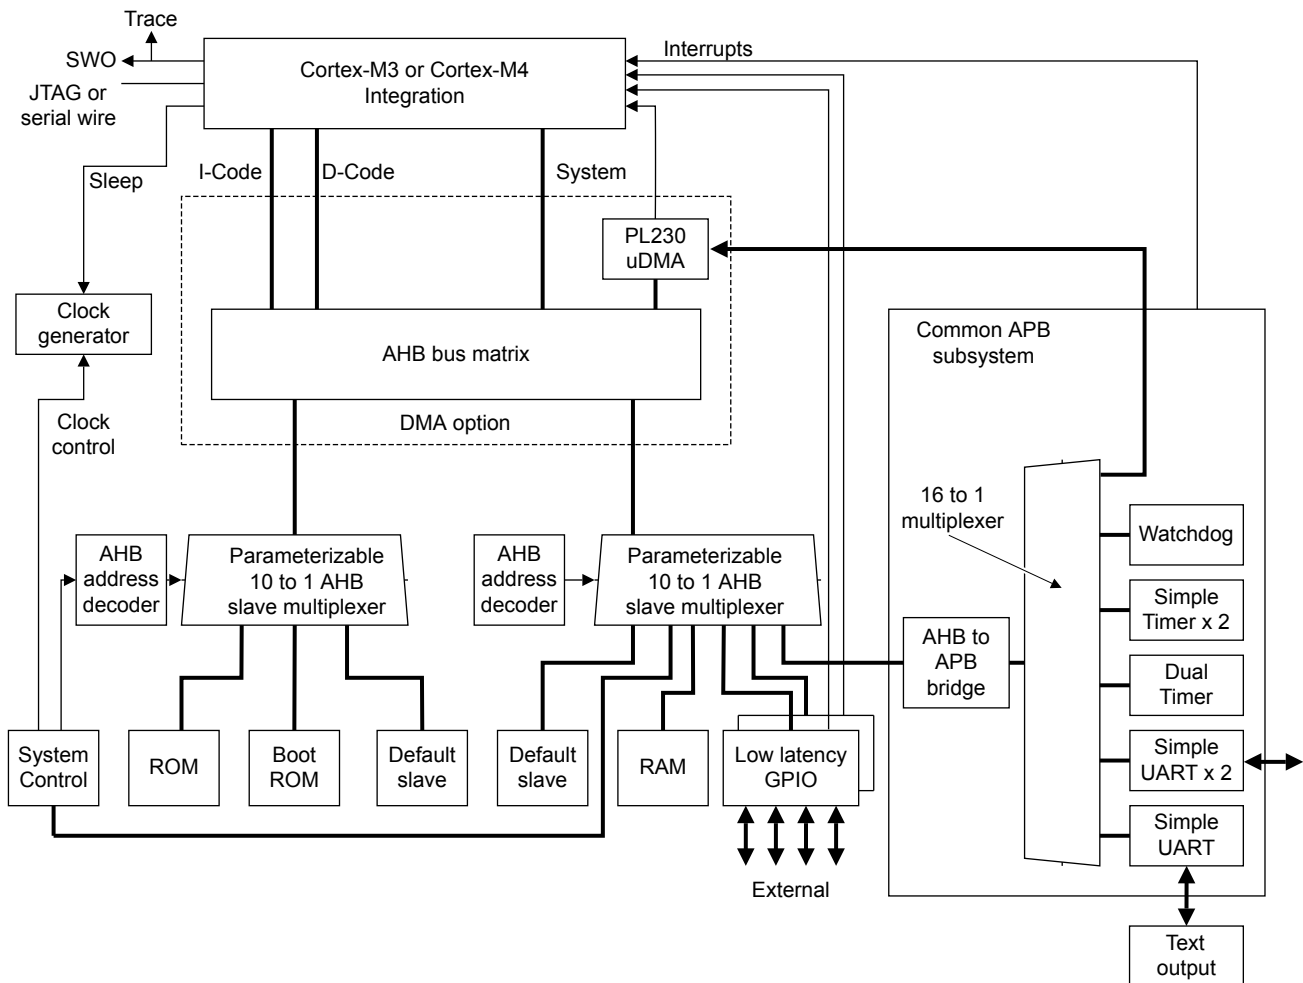 Trace
SWO
JTAG or
serial wire
Cortex-M3 or Cortex-M4
Integration
Interrupts
Sleep
I-Code
D-Code
System
PL230
uDMA
Clock
generator
AHB bus matrix
Common APB
subsystem
Clock
control
DMA option
16 to 1
multiplexer
AHB
address
decoder
Parameterizable
10 to 1 AHB
slave multiplexer
AHB
address
decoder
Parameterizable
10 to 1 AHB
slave multiplexer
Watchdog
Simple
Timer x 2
AHB to
APB
bridge
Dual
Timer
System
Control
ROM
Boot
ROM
Default
slave
Default
slave
RAM
Low latency
GPIO
Simple
UART x 2
Simple
UART
External
Text
output